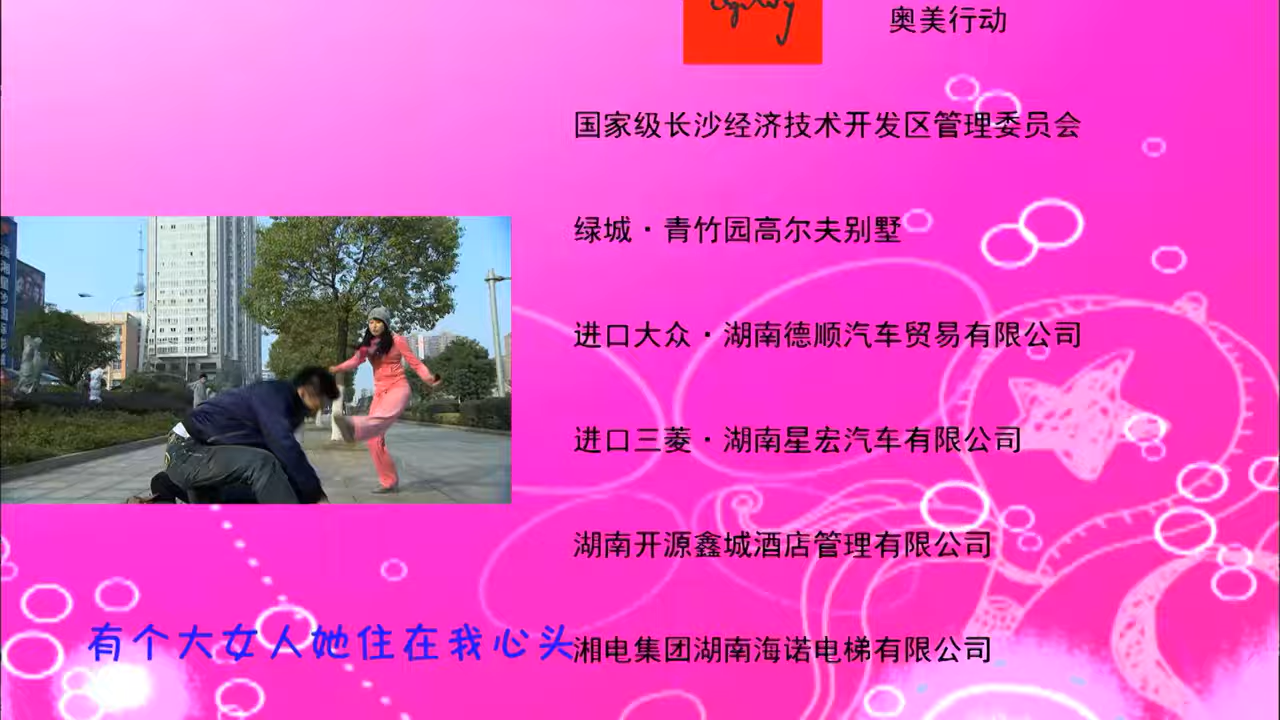 奥美行动
国家级长沙经济技术开发区管理委员会
绿城·青竹园高尔夫别墅
进口大众·湖南德顺汽车贸易有限公司
进口三菱·湖南星宏汽车有限公司
湖南开源鑫城酒店管理有限公司
有个大女人她住在我心头
湘电集团湖南海诺电梯有限公司